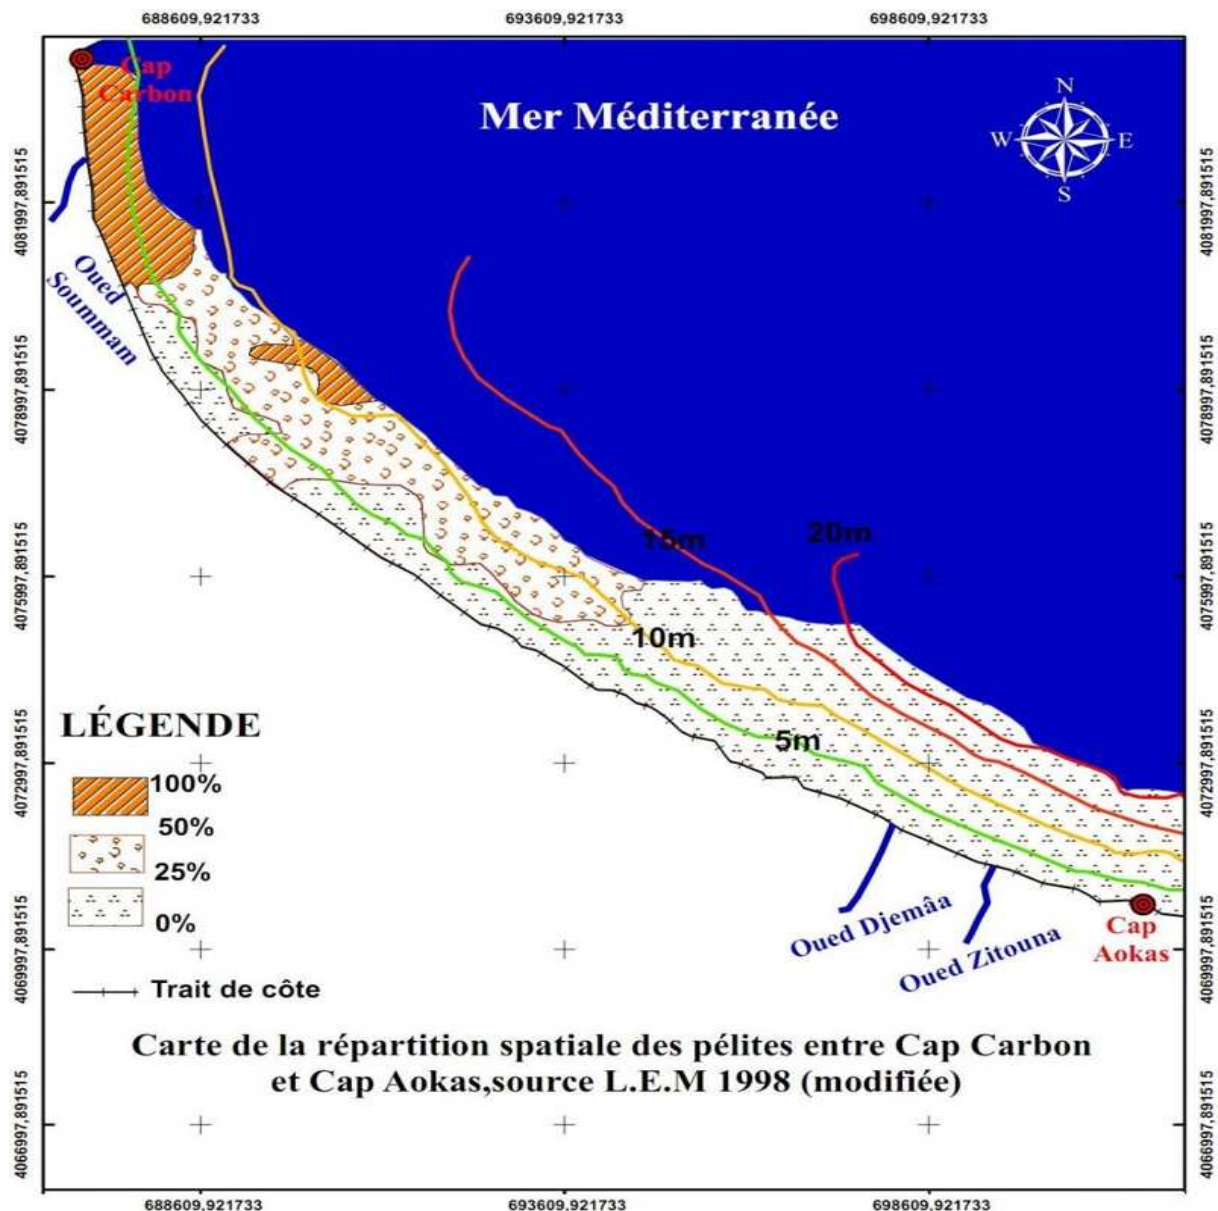 688609,921733
693609,921733
698609,921733
Cap
Carbon
Mer Méditerranée
N
W
E
S
4081997,891515
4081997,891515
Oued
Soummam
4078997,891515
4078997,891515
15m
20m
4075997,891515
4075997,891515
10m
5m
LÉGENDE
4072997,891515
4072997,891515
100%
50%
25%
0%
Oued Djemâa
Oued Zitouna
Cap
Aokas
4069997,891515
4069997,891515
Trait de côte
Carte de la répartition spatiale des pélites entre Cap Carbon
et Cap Aokas,source L.E.M 1998 (modifiée)
4066997,891515
4066997,891515
688609,921733
693609,921733
698609,921733